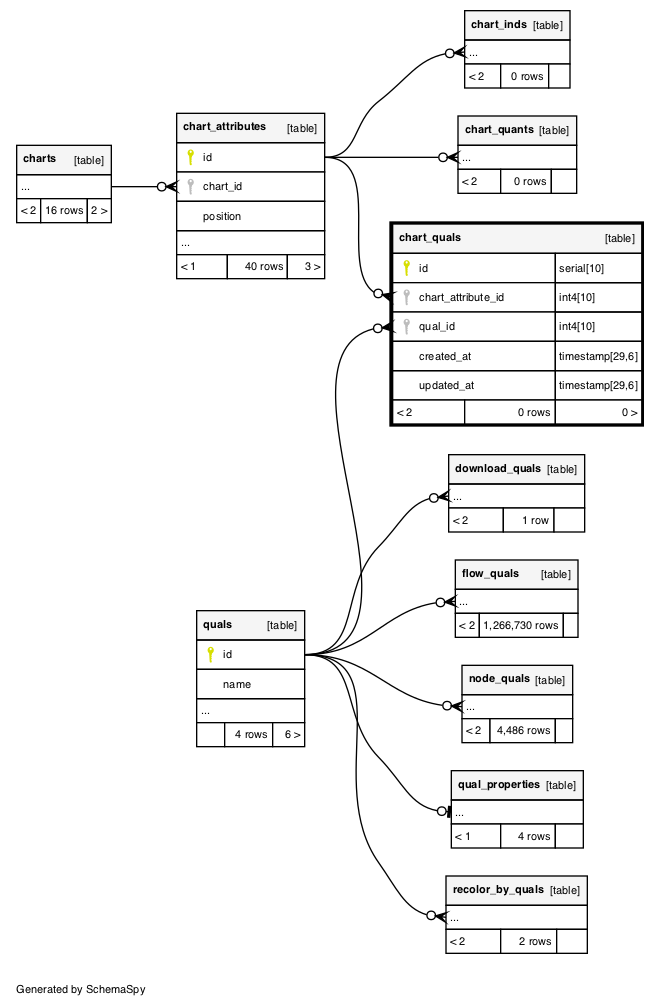 chart_inds [table]
...
< 2 0 rows
chart_attributes [table]
id
chart_id
position
...
< 1 40 rows 3 >
chart_quants [table]
...
< 2 0 rows
charts [table]
...
< 2 16 rows 2 >
chart_quals [table]
id serial[10]
chart_attribute_id int4[10]
qual_id int4[10]
created_at timestamp[29,6]
updated_at timestamp[29,6]
< 2 0 rows 0 >
download_quals [table]
...
< 2 1 row
flow_quals [table]
...
< 2 1,266,730 rows
quals [table]
id
name
...
4 rows 6 >
node_quals [table]
...
< 2 4,486 rows
qual_properties [table]
...
< 1 4 rows
recolor_by_quals [table]
...
< 2 2 rows
Generated by SchemaSpy